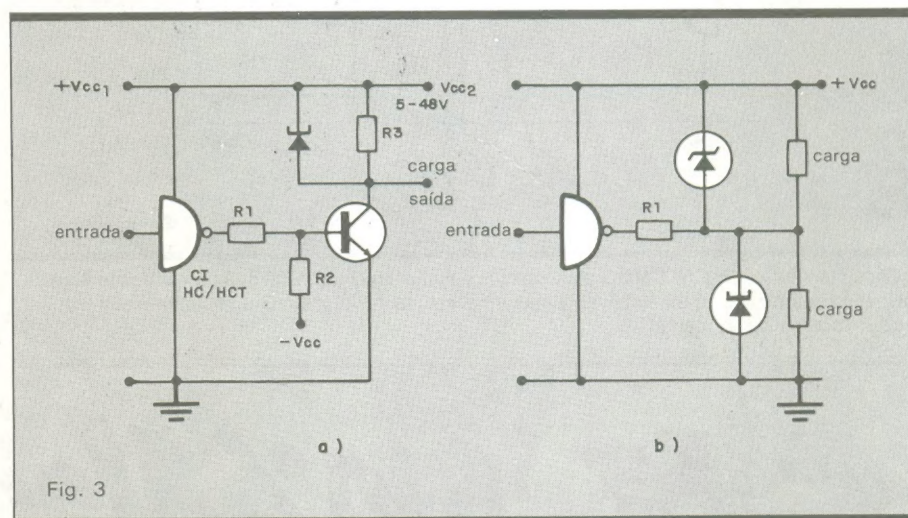 +Vcc1
Vcc2
5-48V
R3
carga
saída
entrada
R1
CI
HC/HCT
R2
-Vcc
a)
+Vcc
carga
entrada
R1
carga
b)
Fig. 3